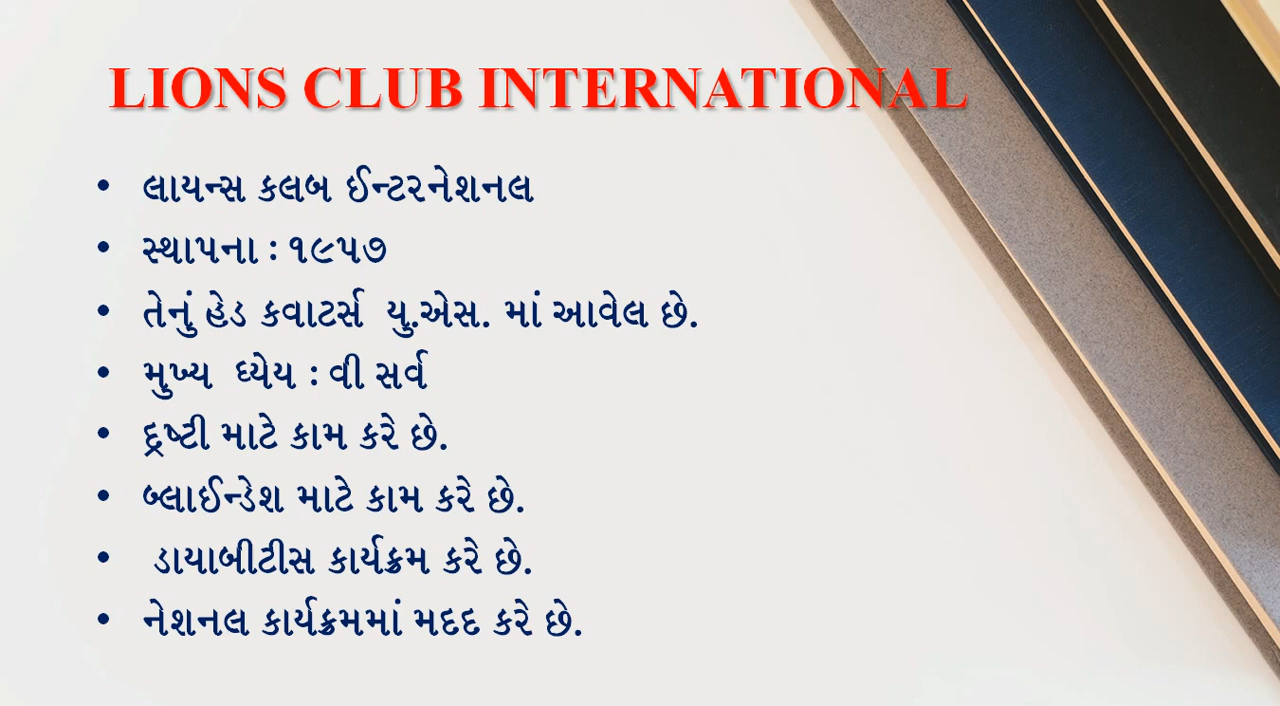 LIONS CLUB INTERNATIONAL
• લાયન્સ કલબ ઈન્ટરનેશનલ
• સ્થાપના : ૧૯૫૭
• તેનું હેડ કવાટર્સ યુ.એસ. માં આવેલ છે.
• મુખ્ય ધ્યેય : વી સર્વ
• દ્રષ્ટી માટે કામ કરે છે.
• બ્લાઈન્ડેશ માટે કામ કરે છે.
• ડાયાબીટીસ કાર્યક્રમ કરે છે.
• નેશનલ કાર્યક્રમમાં મદદ કરે છે.